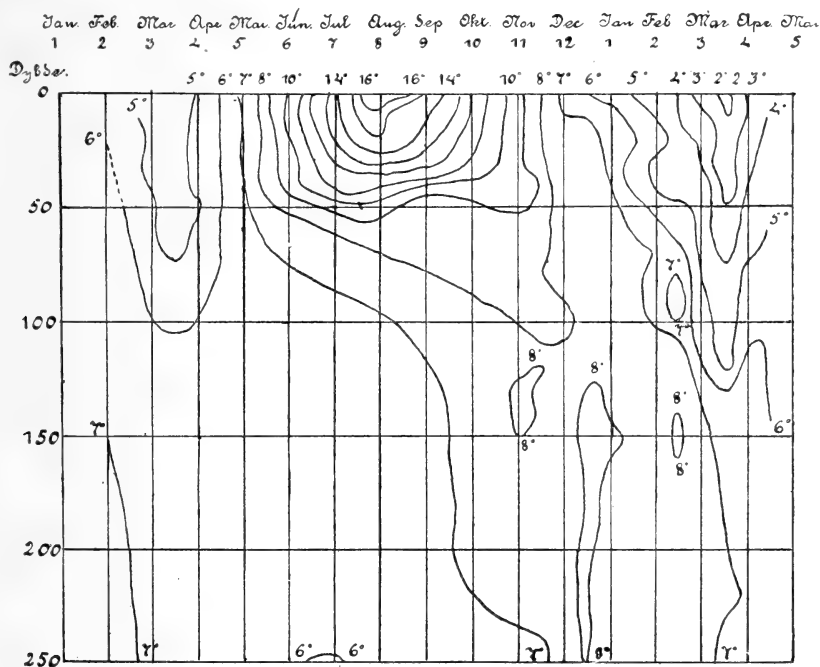 Jan. Feb. Mar Apr Mai. Jún. Jul Aug. Sep Okt. Nov Dec Jan Feb Mar Apr. Mai
1 2 3 4 5 6 7 8 9 10 11 12 1 2 3 4 5
Dybde. 5° 6° 7° 8° 10° 14° 16° 16° 14° 10° 8° 7° 6° 5° 4° 3° 2° 2 3°
0
5° 4°
6°
50
5°
7°
100 7°
8° 8°
8°
6°
7° 150 8°
8°
200
250 7° 6° 6° 7° 8° 7°